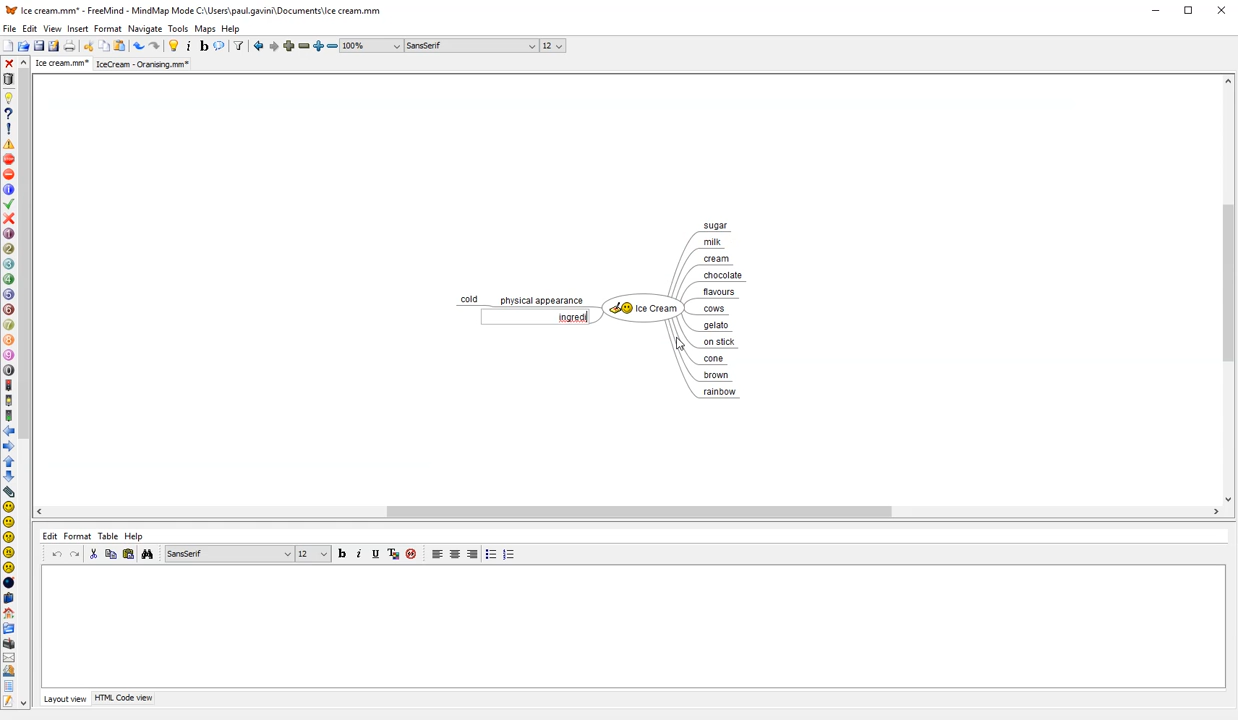 Ice cream.mm* - FreeMind - MindMap Mode C:\Users\paul.gavini\Documents\Ice cream.mm
File Edit View Insert Format Navigate Tools Maps Help
i b 100% SansSerif 12
Ice cream.mm* IceCream - Oranising.mm*
sugar
milk
cream
chocolate
flavours
cold physical appearance Ice Cream cows
ingredi
gelato
on stick
cone
brown
rainbow
Edit Format Table Help
SansSerif 12 b i U
Layout view HTML Code view